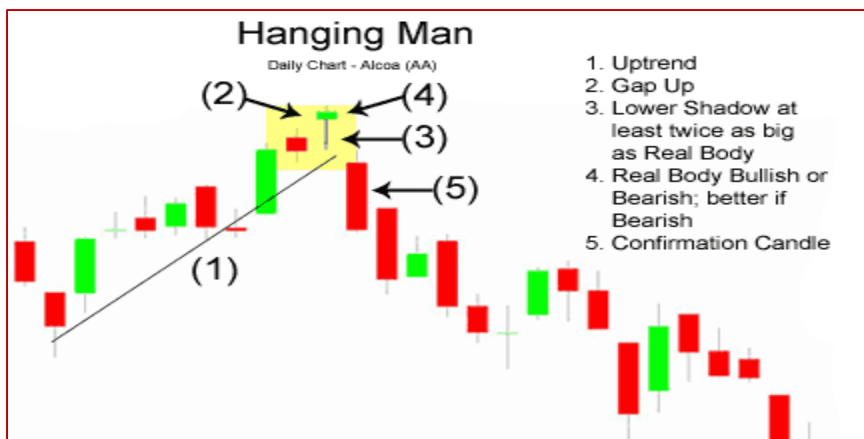 Hanging Man
Daily Chart - Alcoa (AA)
(2)
(4)
(3)
(5)
(1)
1. Uptrend
2. Gap Up
3. Lower Shadow at
least twice as big
as Real Body
4. Real Body Bullish or
Bearish; better if
Bearish
5. Confirmation Candle